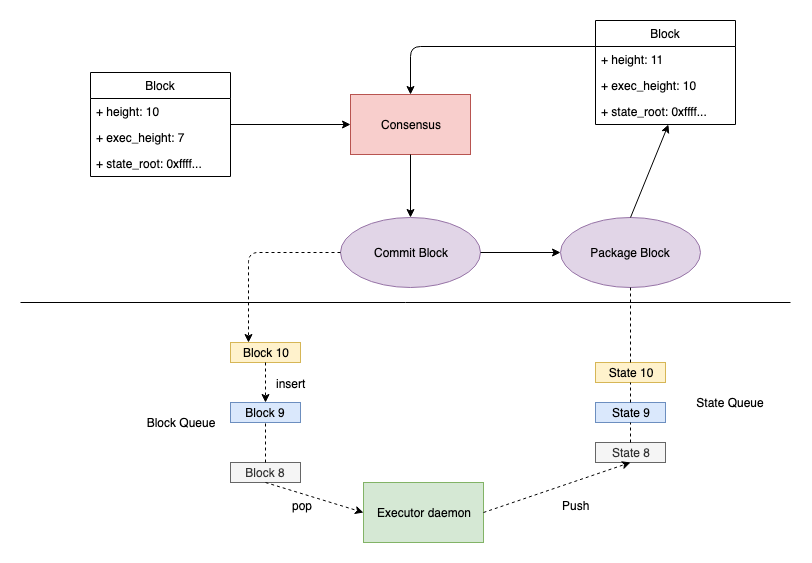 Block
+ height: 11
+ exec_height: 10
+ state_root: 0xffff...
Block
+ height: 10
+ exec_height: 7
+ state_root: 0xffff...
Consensus
Commit Block
Package Block
Block 10
insert
Block 9
Block Queue
Block 8
pop
Executor daemon
Push
State 10
State 9
State Queue
State 8